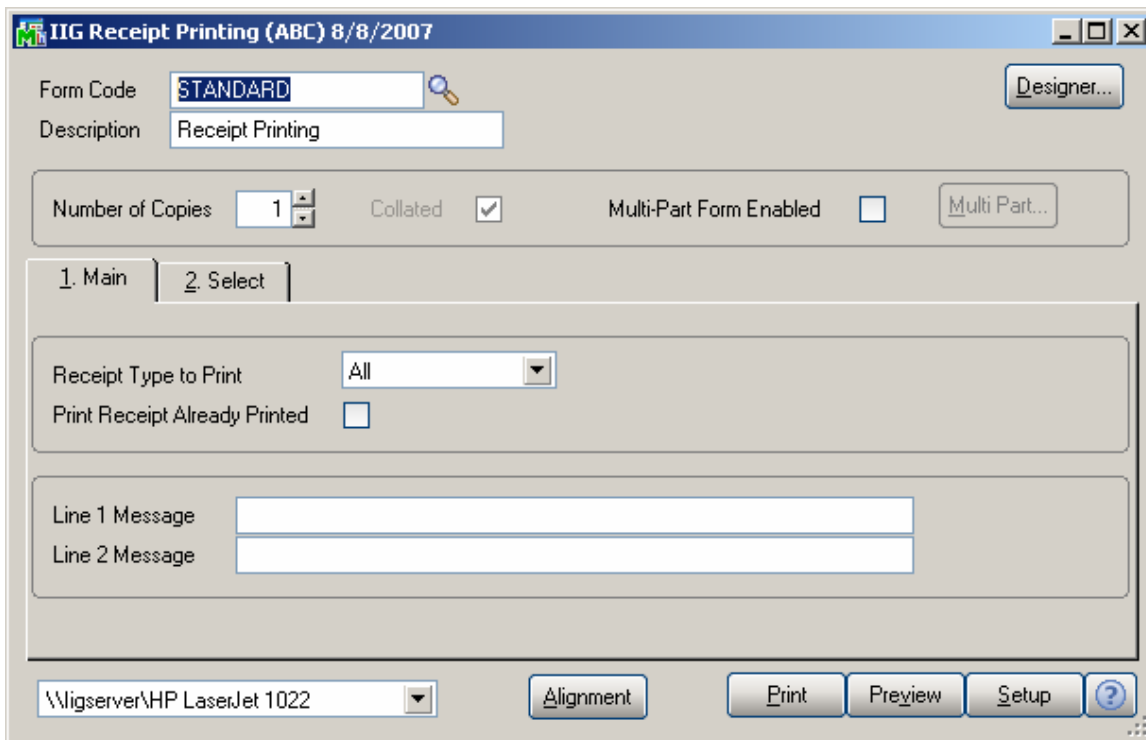 IIG Receipt Printing (ABC) 8/8/2007
Form Code STANDARD Designer...
Description Receipt Printing
Number of Copies 1 Collated Multi-Part Form Enabled Multi Part...
1. Main 2. Select
Receipt Type to Print All
Print Receipt Already Printed
Line 1 Message
Line 2 Message
\\Iigserver\HP LaserJet 1022 Alignment Print Preview Setup ?